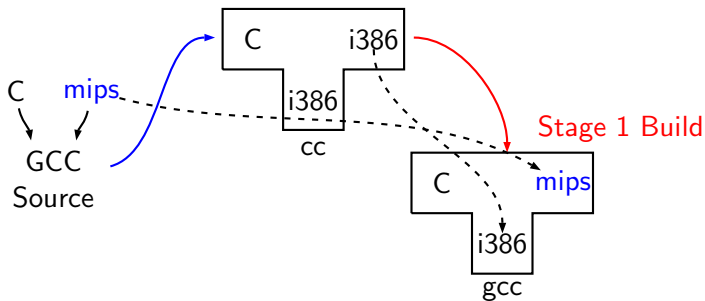 C i386
i386
cc
C mips
GCC
Source
Stage 1 Build
C mips
i386
gcc